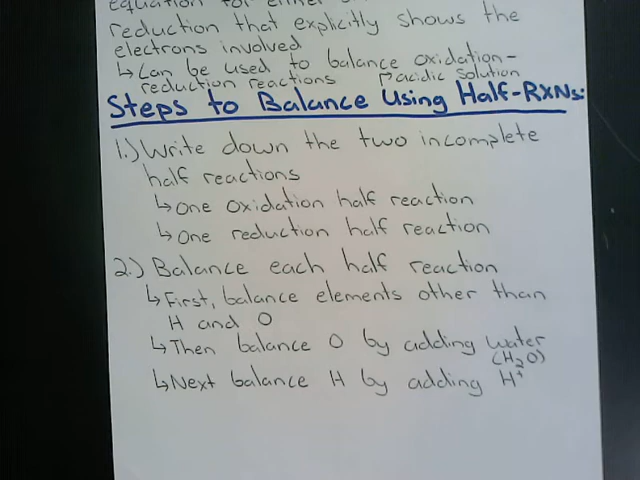 Equation for either
reduction that explicitly shows the
electrons involved
↳ Can be used to balance oxidation-
reduction reactions
↱ acidic solution
Steps to Balance Using Half-RXNs:
1.) Write down the two incomplete
half reactions
↳ One oxidation half reaction
↳ One reduction half reaction
2.) Balance each half reaction
↳ First, balance elements other than
H and O
↳ Then balance O by adding water
(H₂O)
↳ Next balance H by adding H⁺